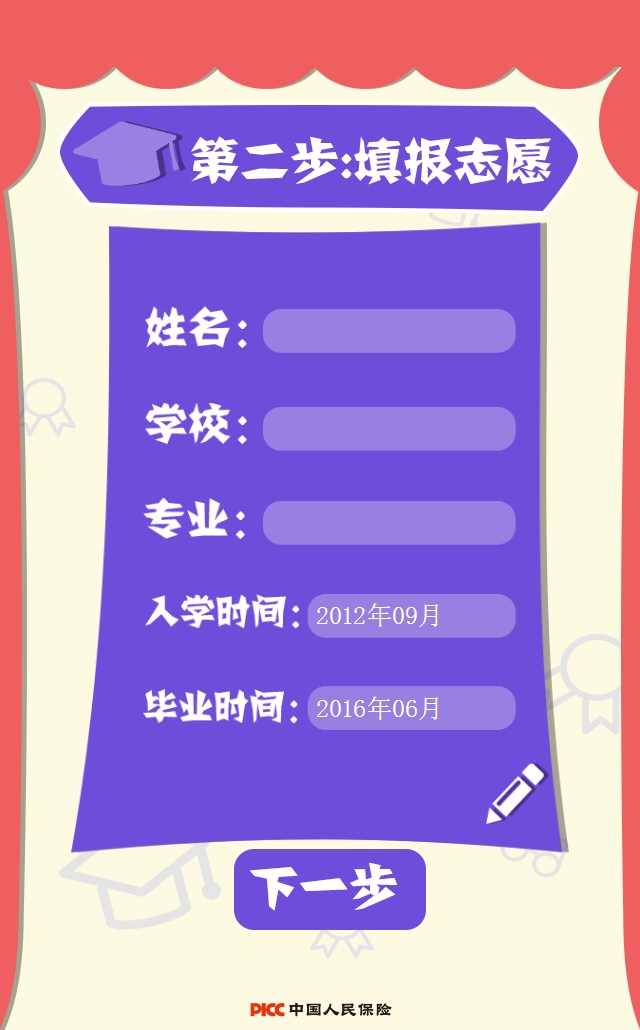 第二步:填报志愿
姓名:
学校:
专业:
入学时间: 2012年09月
毕业时间: 2016年06月
下一步
PICC 中国人民保险